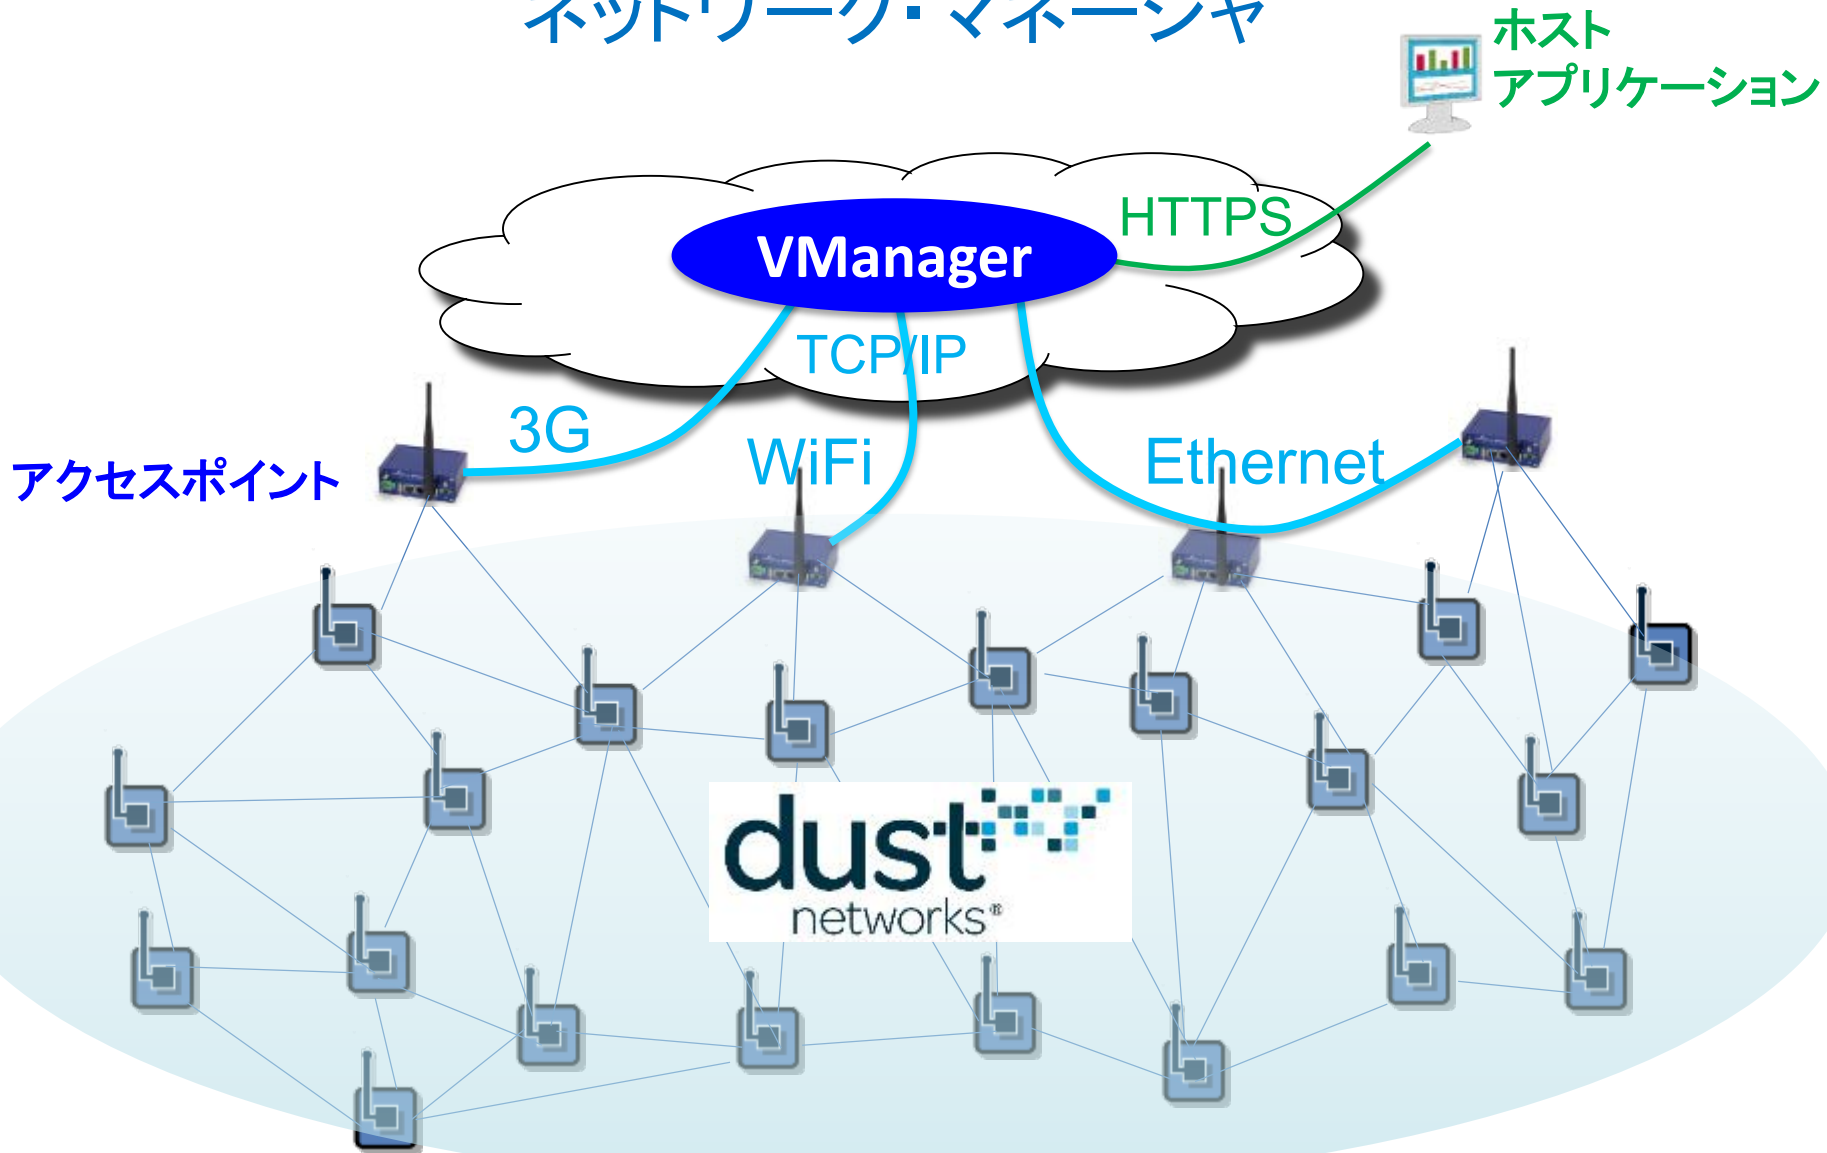 ネットワーク・マネージャ
ホスト
アプリケーション
HTTPS
VManager
TCP/IP
3G
WiFi
Ethernet
アクセスポイント
dust
networks®